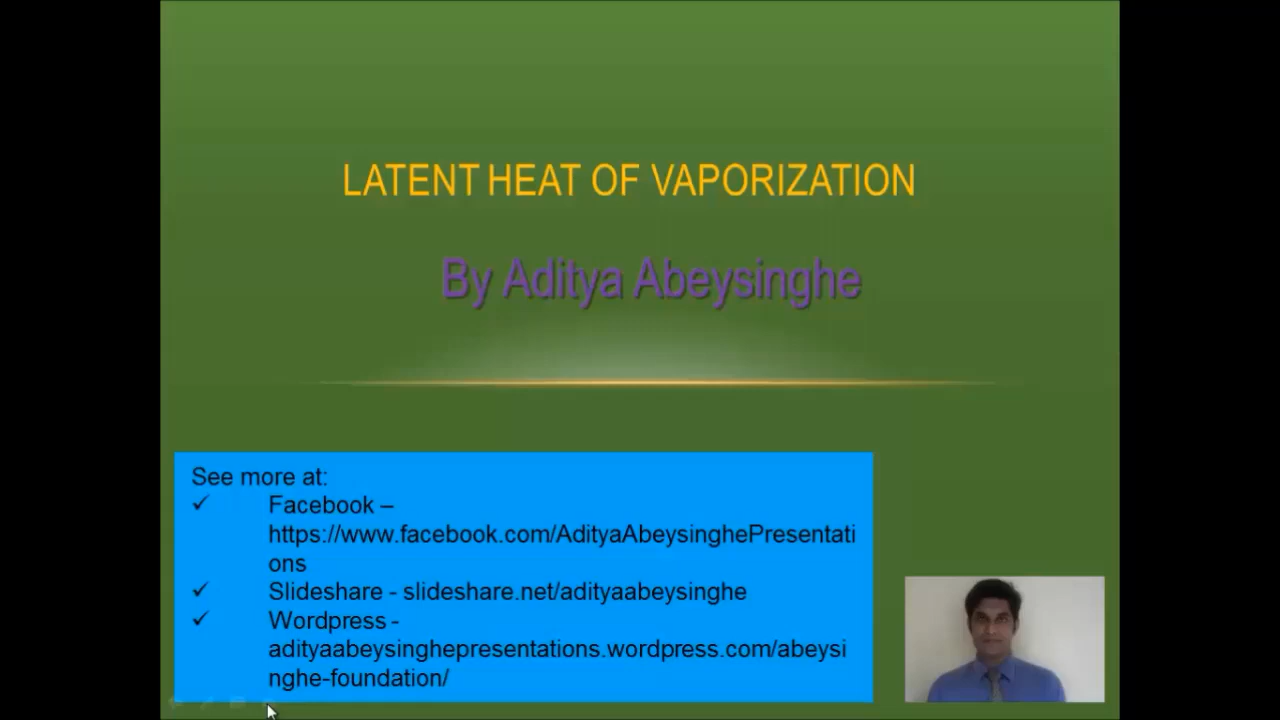 LATENT HEAT OF VAPORIZATION
By Aditya Abeysinghe
See more at:
✓ Facebook –
https://www.facebook.com/AdityaAbeysinghePresentati
ons
✓ Slideshare - slideshare.net/adityaabeysinghe
✓ Wordpress -
adityaabeysinghepresentations.wordpress.com/abeysi
nghe-foundation/